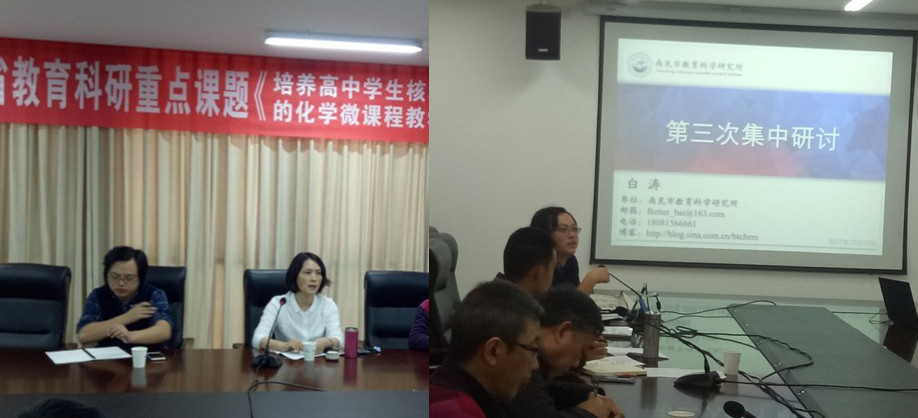 省教育科研重点课题《
培养高中学生核
的化学微课程教学
南充市教育科学研究所
第三次集中研讨
白 涛
单位:南充市教育科学研究所
邮箱:Better_bai@163.com
电话:18081566661
博客:http://blog.sina.com.cn/btchem